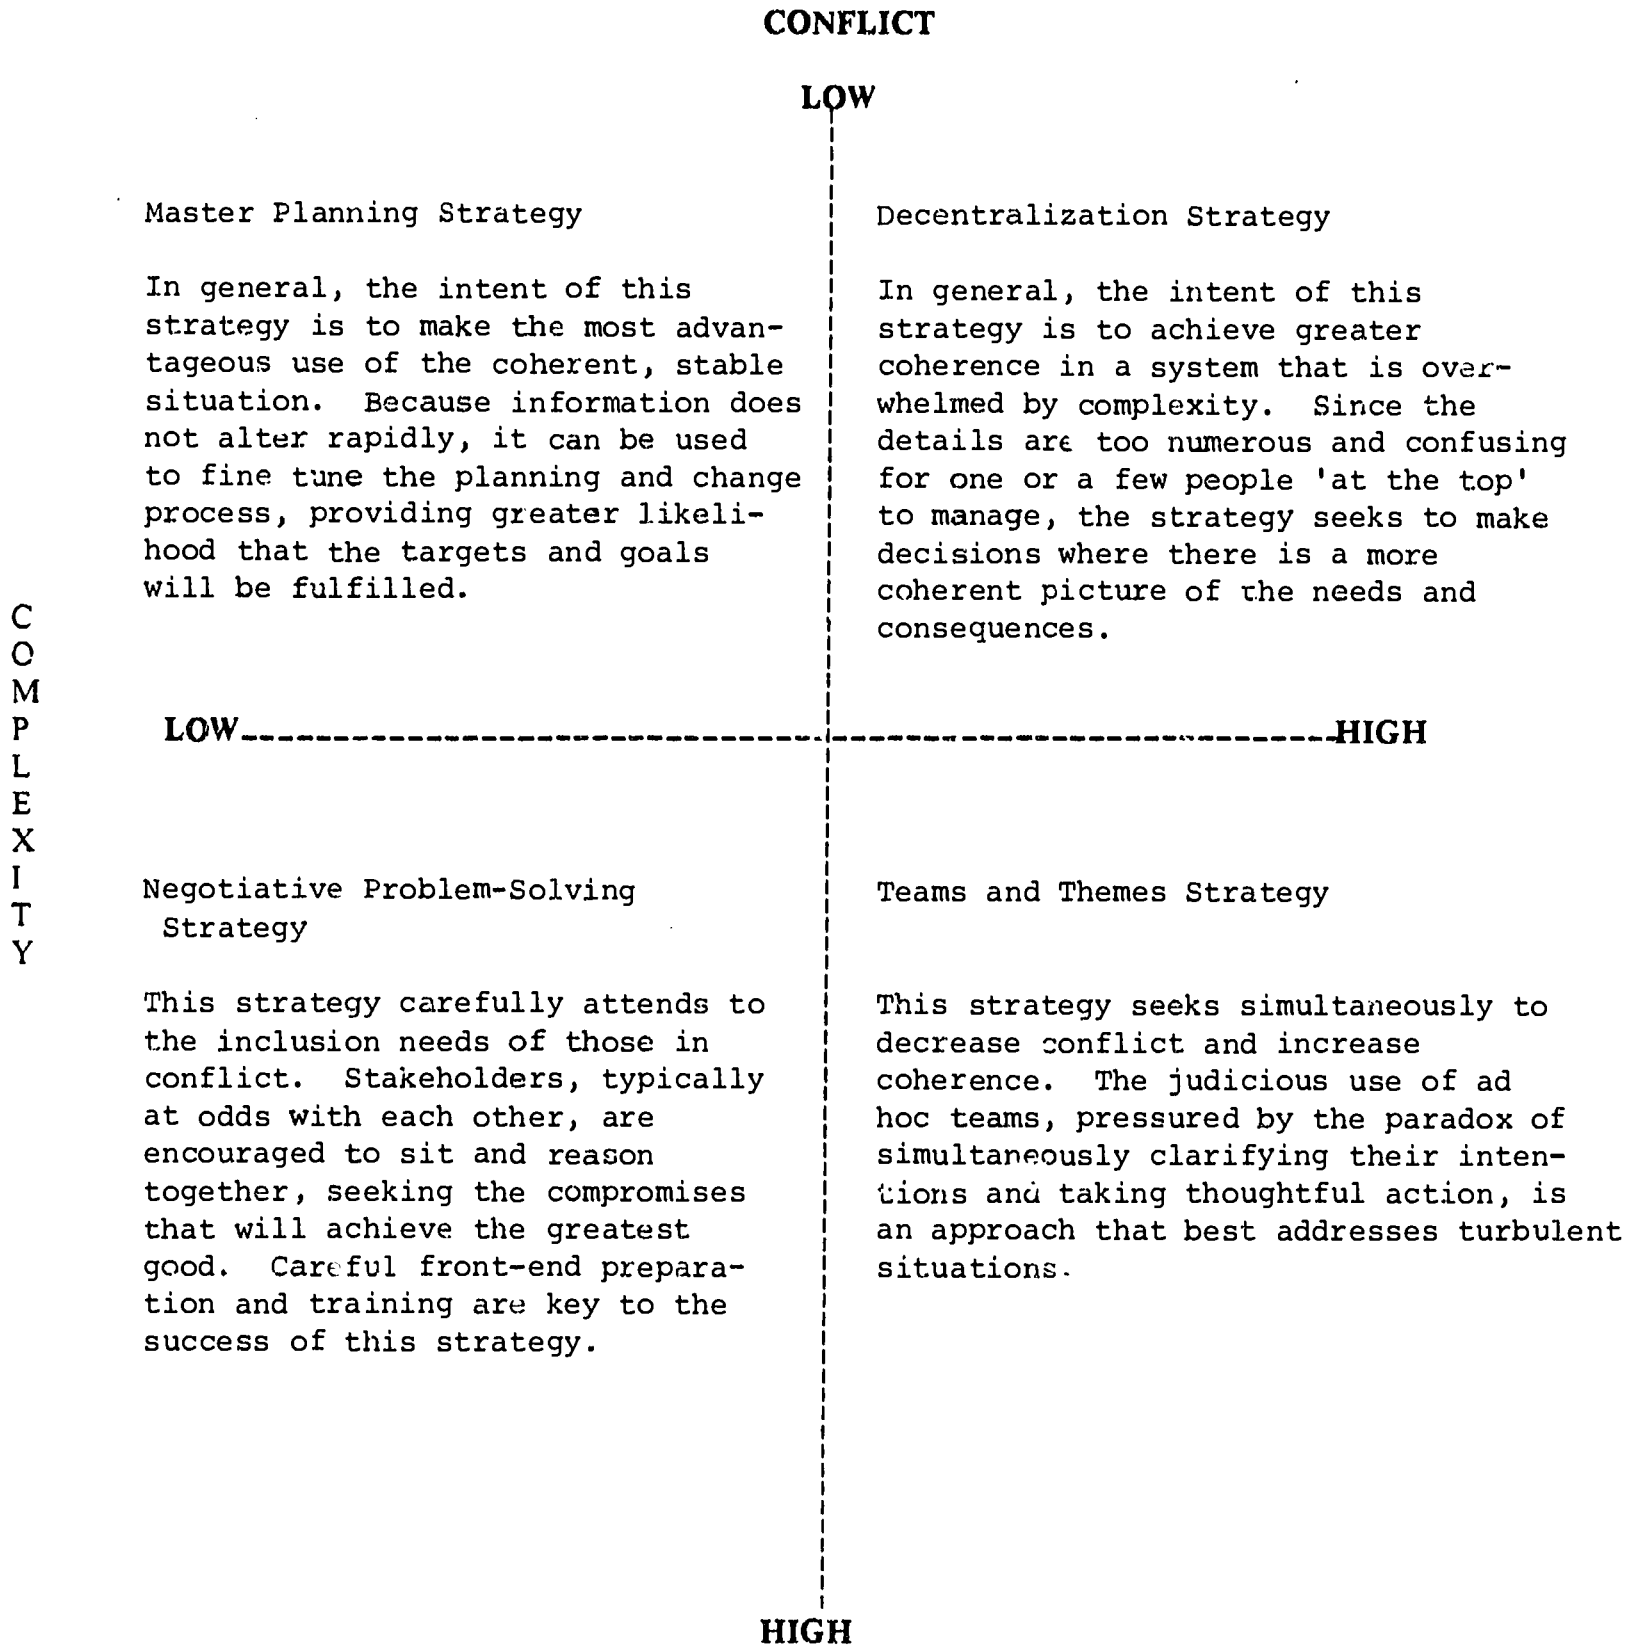 CONFLICT
LOW
Master Planning Strategy
In general, the intent of this
strategy is to make the most advan-
tageous use of the coherent, stable
situation. Because information does
not alter rapidly, it can be used
to fine tune the planning and change
process, providing greater likeli-
hood that the targets and goals
will be fulfilled.
Decentralization Strategy
In general, the intent of this
strategy is to achieve greater
coherence in a system that is over-
whelmed by complexity. Since the
details are too numerous and confusing
for one or a few people 'at the top'
to manage, the strategy seeks to make
decisions where there is a more
coherent picture of the needs and
consequences.
COMPLEXITY
LOW
HIGH
Negotiative Problem-Solving
Strategy
This strategy carefully attends to
the inclusion needs of those in
conflict. Stakeholders, typically
at odds with each other, are
encouraged to sit and reason
together, seeking the compromises
that will achieve the greatest
good. Careful front-end prepara-
tion and training are key to the
success of this strategy.
Teams and Themes Strategy
This strategy seeks simultaneously to
decrease conflict and increase
coherence. The judicious use of ad
hoc teams, pressured by the paradox of
simultaneously clarifying their inten-
tions and taking thoughtful action, is
an approach that best addresses turbulent
situations.
HIGH